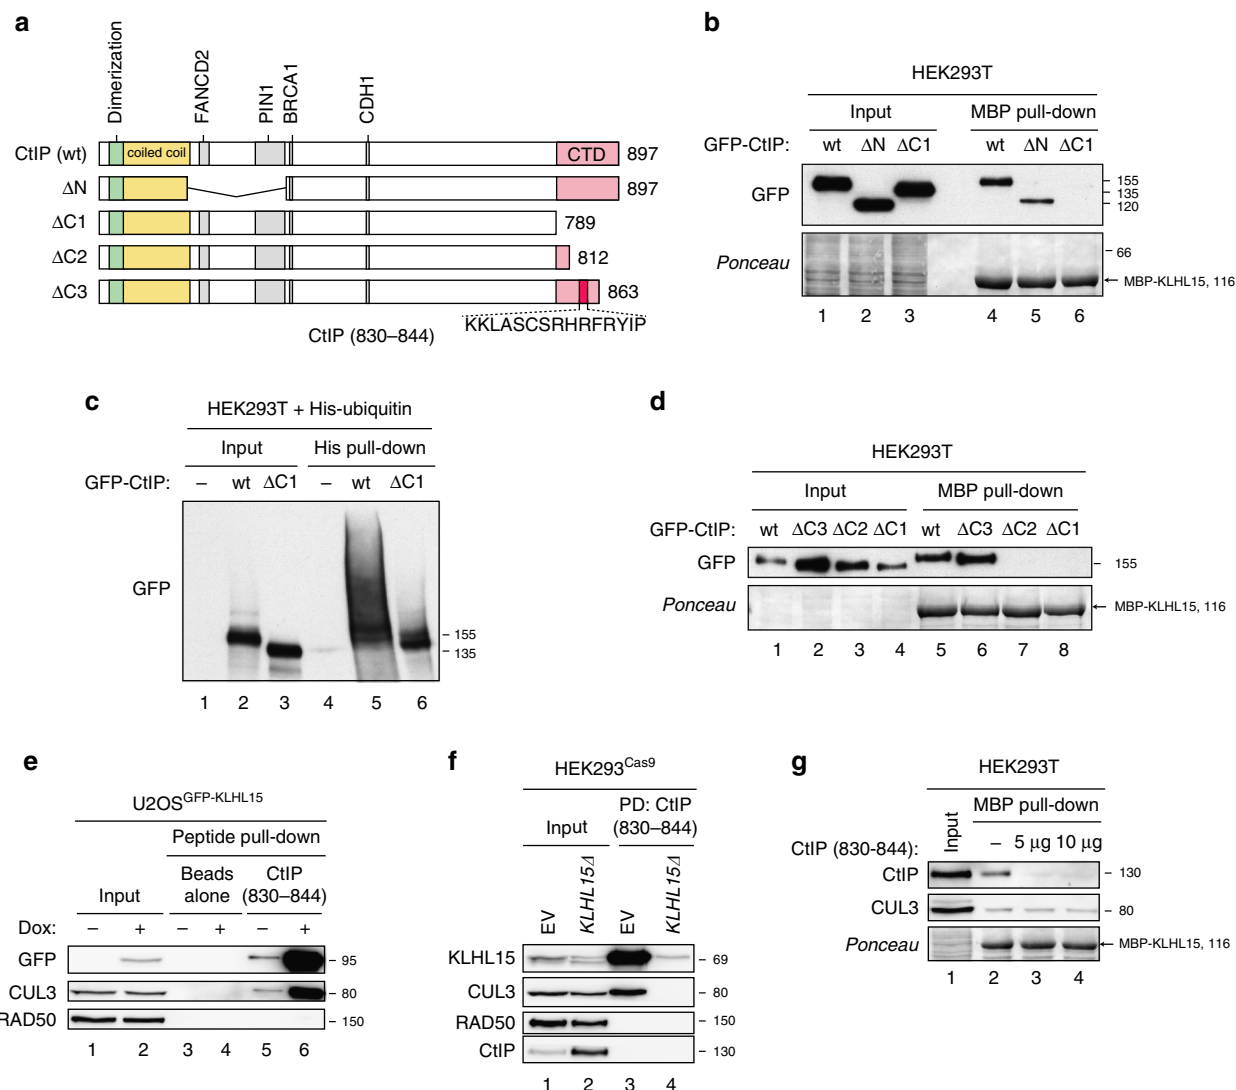 a
Dimerization
FANCD2
PIN1
BRCA1
CDH1
CtIP (wt)
coiled coil
CTD
897
ΔN
897
ΔC1
789
ΔC2
812
ΔC3
863
CtIP (830–844)
KKLASCSRHRFRYIP
b
HEK293T
Input
MBP pull-down
GFP-CtIP:
wt ΔN ΔC1 wt ΔN ΔC1
GFP
155
135
120
Ponceau
66
MBP-KLHL15, 116
1 2 3 4 5 6
c
HEK293T + His-ubiquitin
Input His pull-down
GFP-CtIP: – wt ΔC1 – wt ΔC1
GFP
155
135
1 2 3 4 5 6
d
HEK293T
Input MBP pull-down
GFP-CtIP: wt ΔC3 ΔC2 ΔC1 wt ΔC3 ΔC2 ΔC1
GFP
155
Ponceau
MBP-KLHL15, 116
1 2 3 4 5 6 7 8
e
U2OS GFP-KLHL15
Peptide pull-down
Input
Beads alone
CtIP (830–844)
Dox: – + – + – +
GFP 95
CUL3 80
RAD50 150
1 2 3 4 5 6
f
HEK293 Cas9
Input
PD: CtIP (830–844)
EV KLHL15Δ EV KLHL15Δ
KLHL15 69
CUL3 80
RAD50 150
CtIP 130
1 2 3 4
g
HEK293T
Input
MBP pull-down
CtIP (830-844): – 5 µg 10 µg
CtIP 130
CUL3 80
Ponceau MBP-KLHL15, 116
1 2 3 4